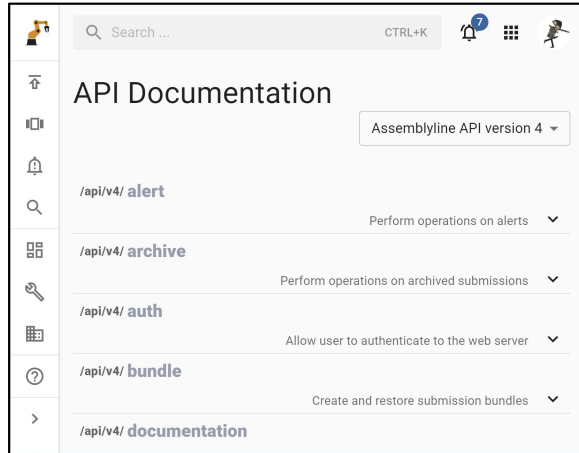 Search ...
CTRL+K
7
API Documentation
Assemblyline API version 4
/api/v4/ alert
Perform operations on alerts
/api/v4/ archive
Perform operations on archived submissions
/api/v4/ auth
Allow user to authenticate to the web server
/api/v4/ bundle
Create and restore submission bundles
/api/v4/ documentation